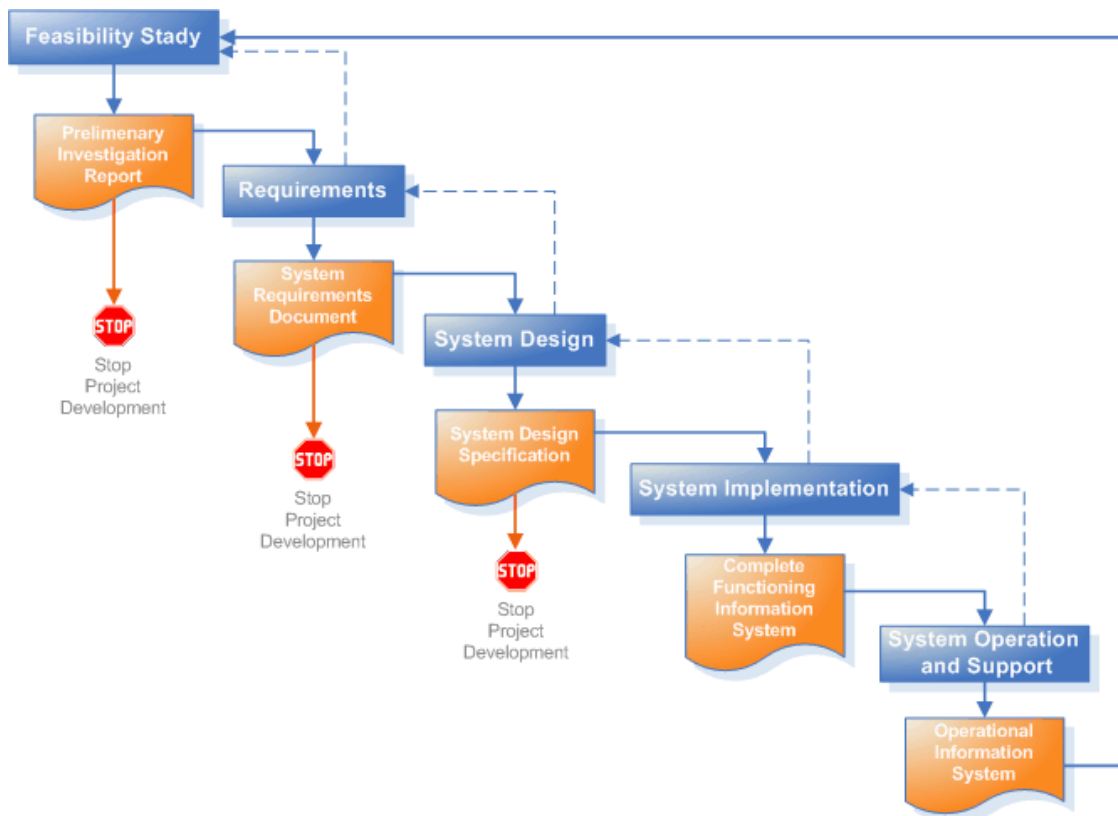 Feasibility Stady
Prelimenary
Investigation
Report
STOP
Stop
Project
Development
Requirements
System
Requirements
Document
STOP
Stop
Project
Development
System Design
System Design
Specification
STOP
Stop
Project
Development
System Implementation
Complete
Functioning
Information
System
System Operation
and Support
Operational
Information
System